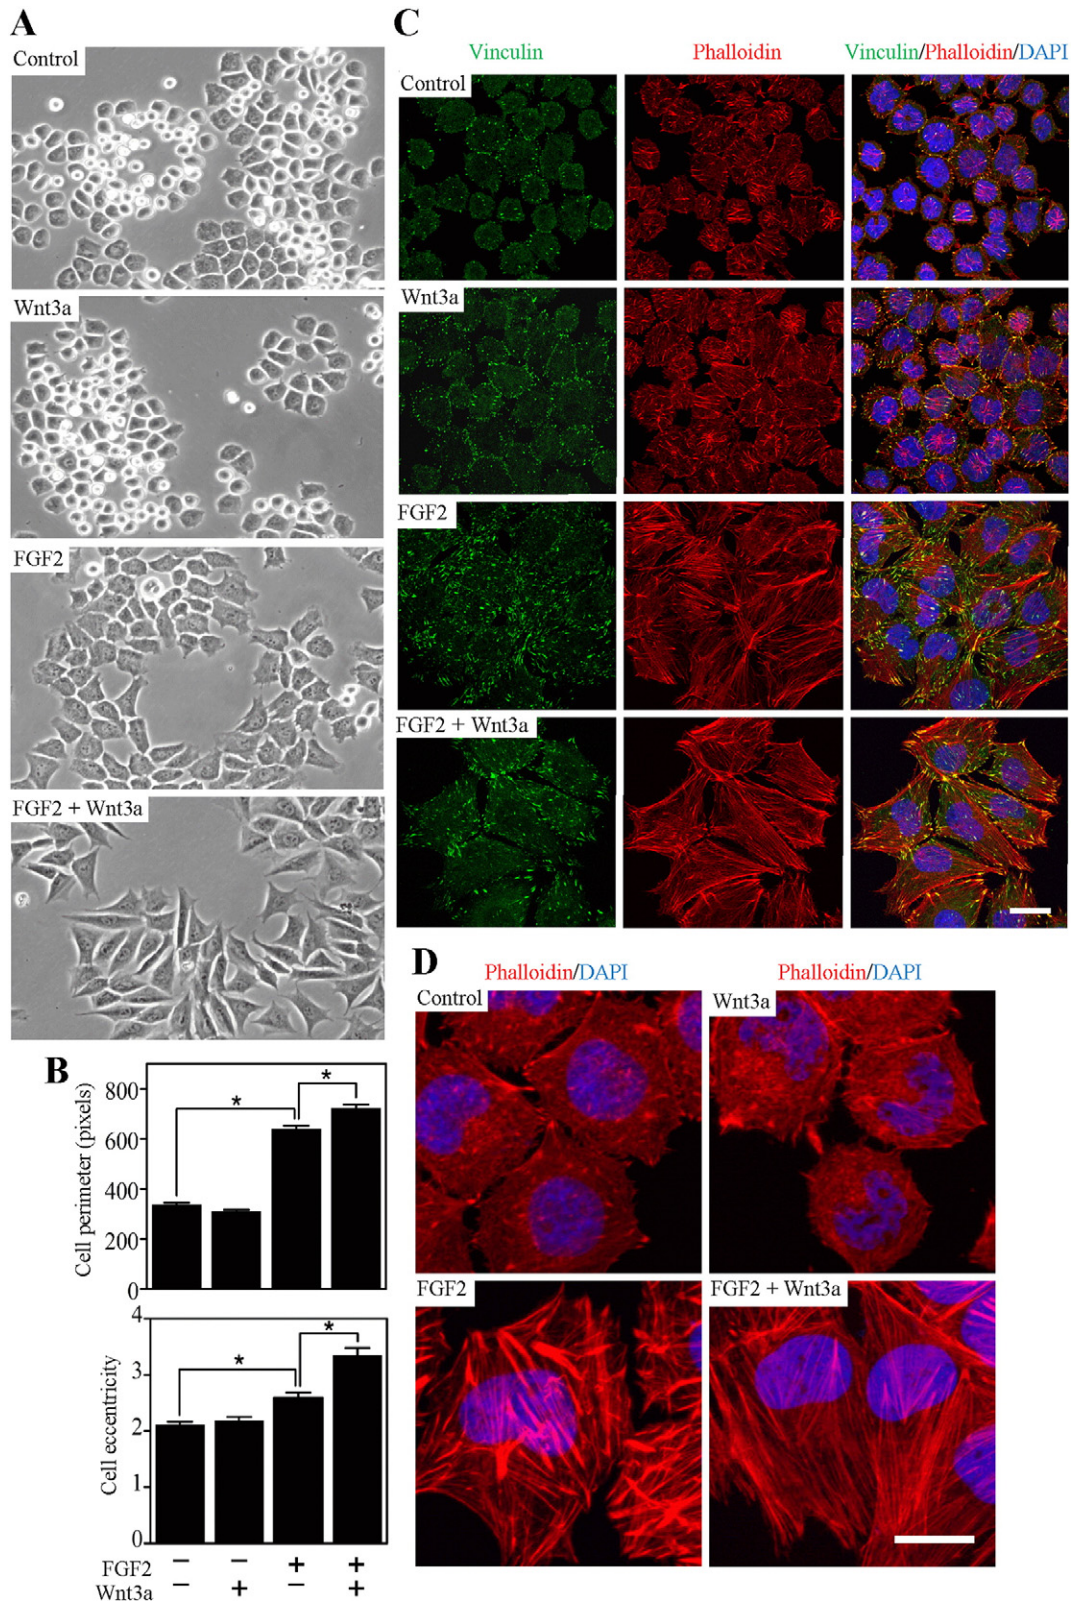 A
Control
Wnt3a
FGF2
FGF2 + Wnt3a
B
Cell perimeter (pixels)
800
600
400
200
0
*
*
Cell eccentricity
4
3
2
1
0
*
*
FGF2 − − + +
Wnt3a − + − +
C
Vinculin Phalloidin Vinculin/Phalloidin/DAPI
Control
Wnt3a
FGF2
FGF2 + Wnt3a
D
Phalloidin/DAPI Phalloidin/DAPI
Control Wnt3a
FGF2 FGF2 + Wnt3a